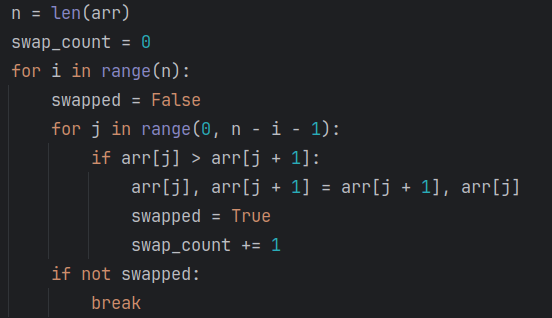 n = len(arr)
swap_count = 0
for i in range(n):
    swapped = False
    for j in range(0, n - i - 1):
        if arr[j] > arr[j + 1]:
            arr[j], arr[j + 1] = arr[j + 1], arr[j]
            swapped = True
            swap_count += 1
    if not swapped:
        break